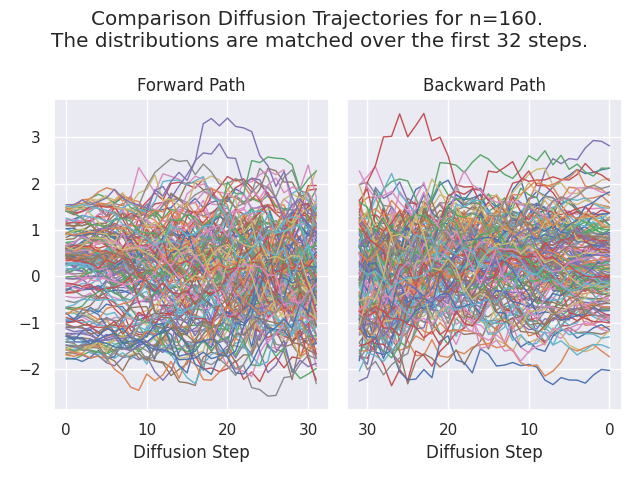 Comparison Diffusion Trajectories for n=160.
The distributions are matched over the first 32 steps.
Forward Path
Backward Path
3
2
1
0
−1
−2
0
10
20
30
30
20
10
0
Diffusion Step
Diffusion Step